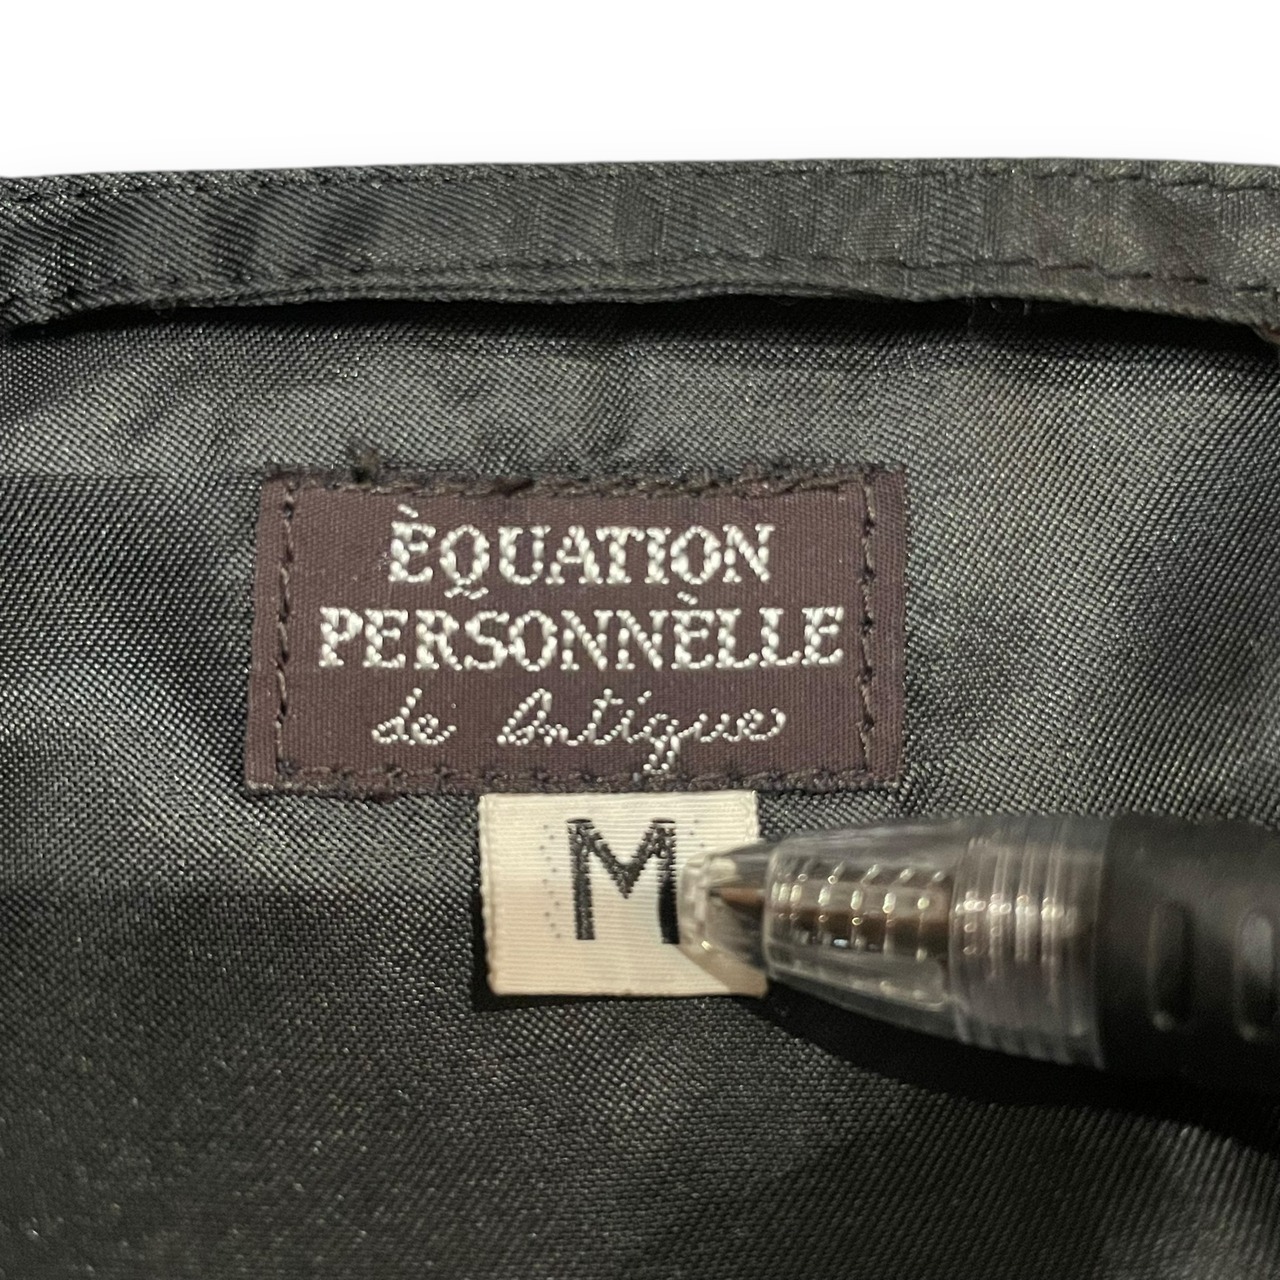 ÈQUATION
PERSONNÈLLE
de Antique
M